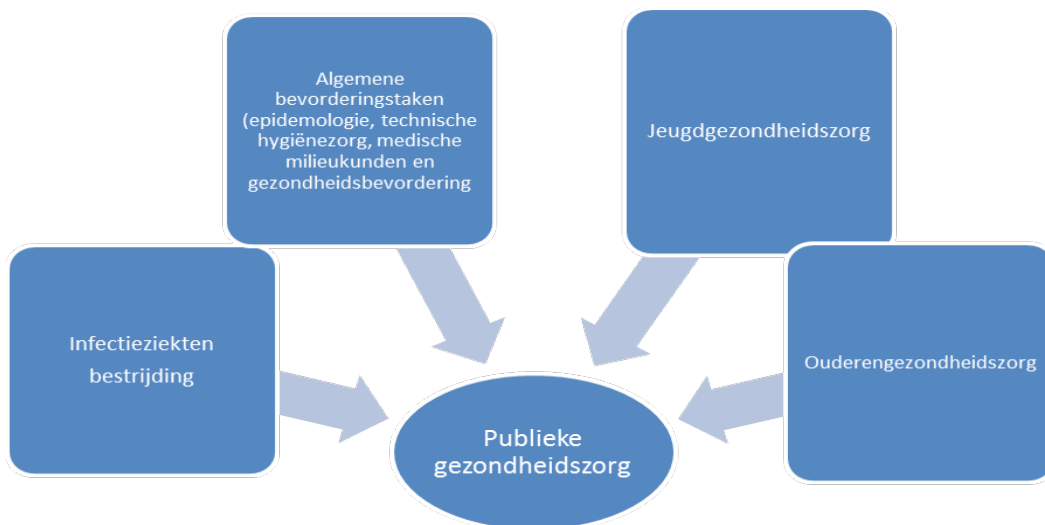 Algemene
bevorderingstaken
(epidemologie, technische
hygiënezorg, medische
milieukunden en
gezondheidsbevordering
Jeugdgezondheidszorg
Infectieziekten
bestrijding
Ouderengezondheidszorg
Publieke
gezondheidszorg